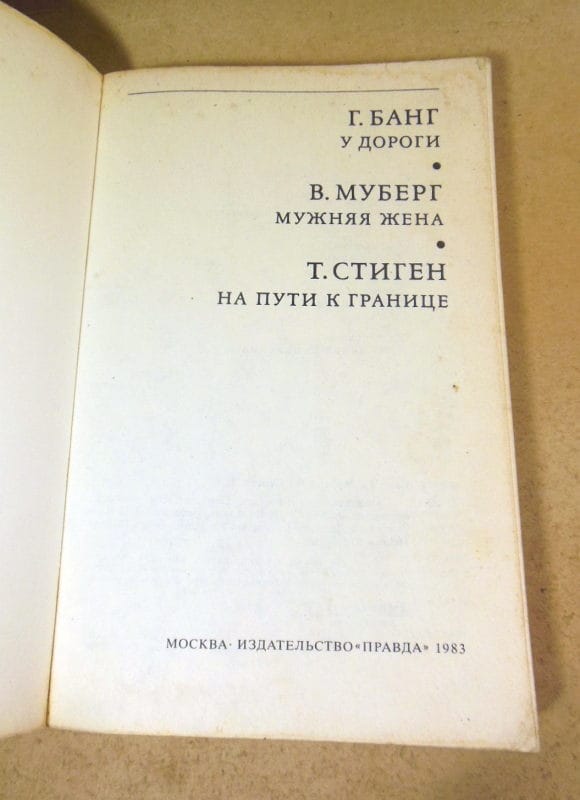 Г. БАНГ
У ДОРОГИ
•
В. МУБЕРГ
МУЖНЯЯ ЖЕНА
•
Т. СТИГЕН
НА ПУТИ К ГРАНИЦЕ
МОСКВА · ИЗДАТЕЛЬСТВО «ПРАВДА» 1983